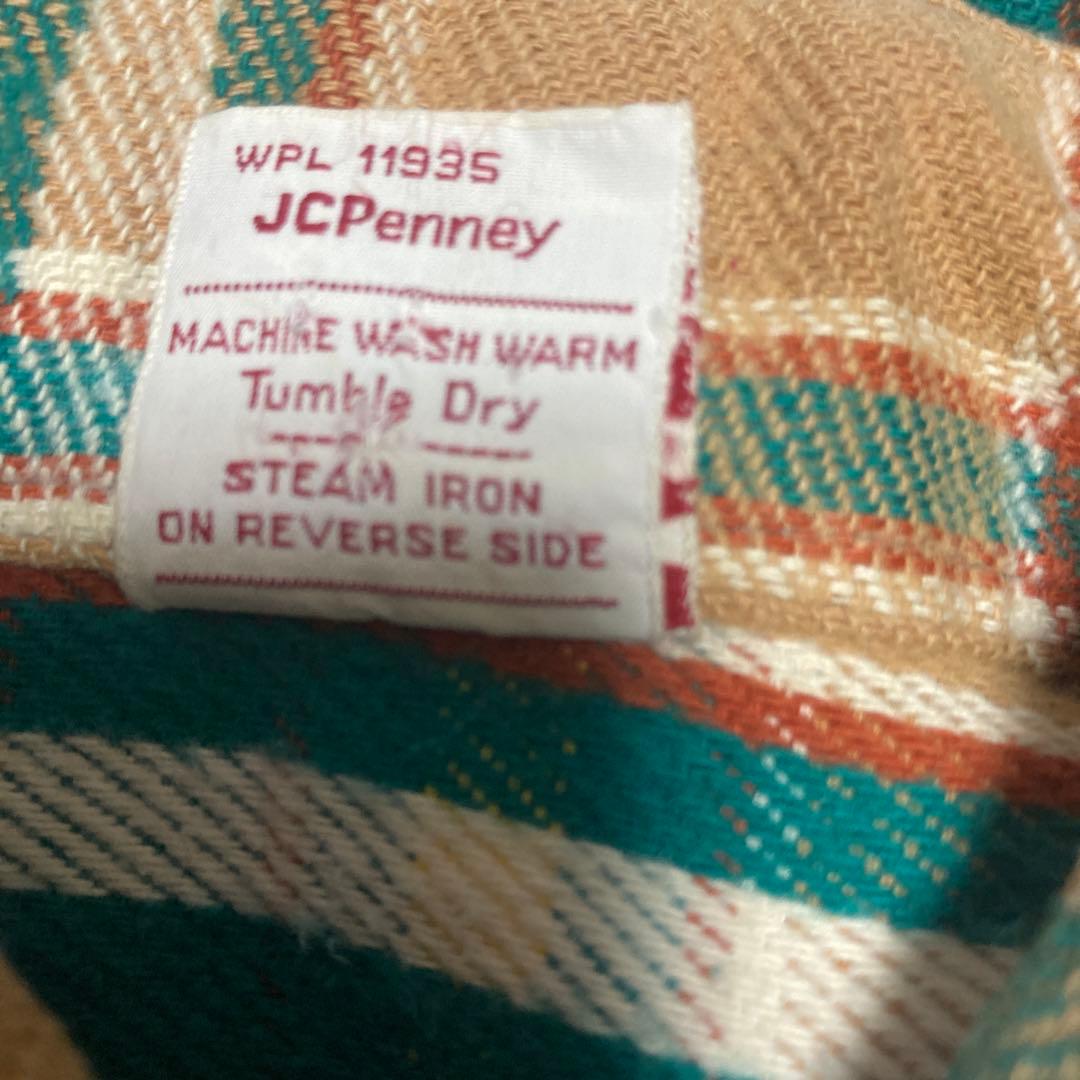 WPL 11935
JCPenney
MACHINE WASH WARM
Tumble Dry
STEAM IRON
ON REVERSE SIDE